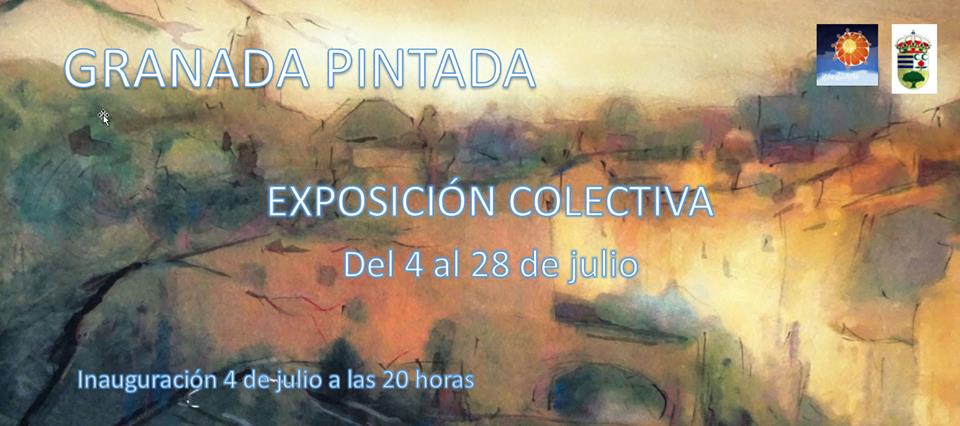 GRANADA PINTADA
EXPOSICIÓN COLECTIVA
Del 4 al 28 de julio
Inauguración 4 de julio a las 20 horas